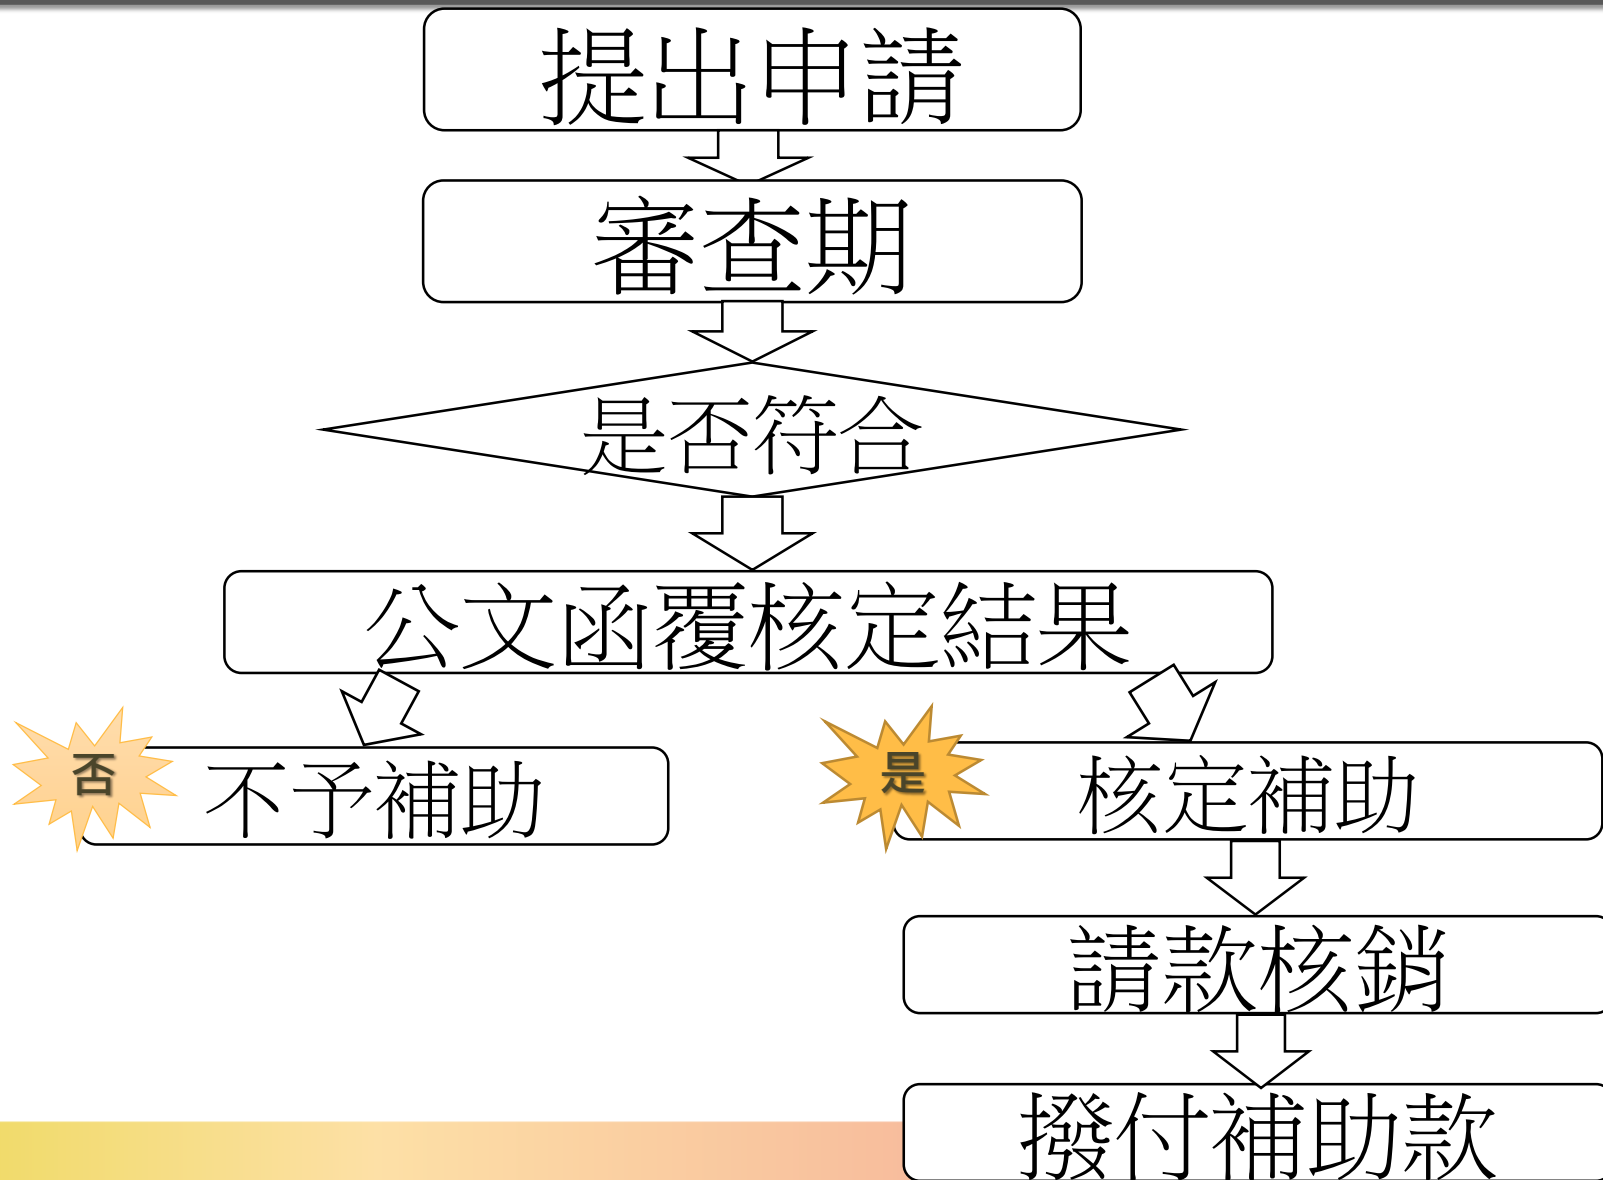 提出申請
審查期
是否符合
公文函覆核定結果
否
不予補助
是
核定補助
請款核銷
撥付補助款